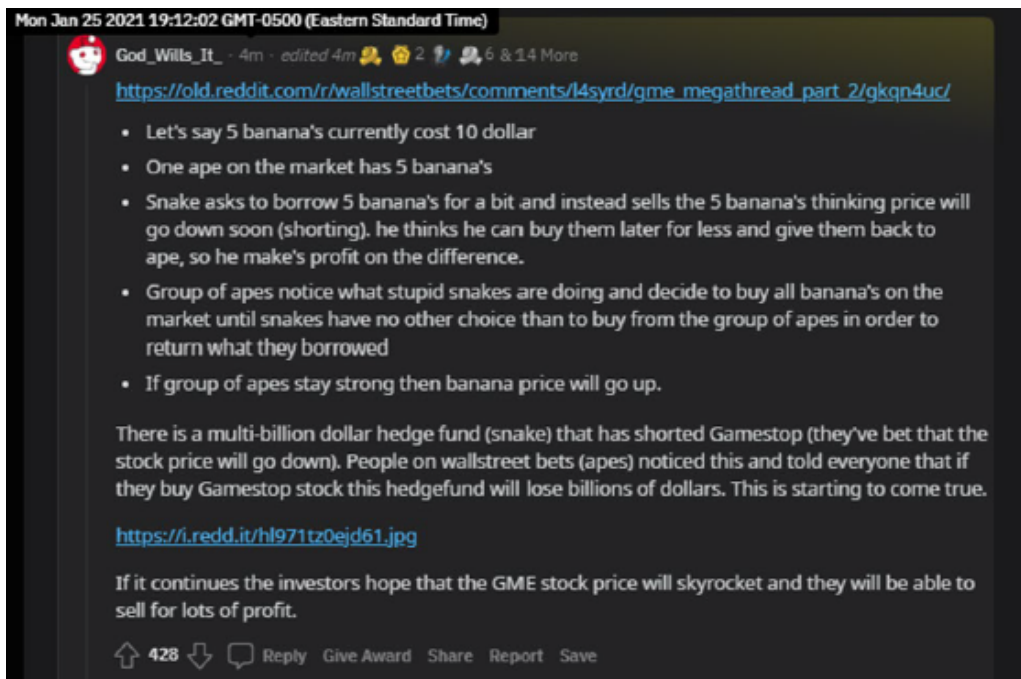 Mon Jan 25 2021 19:12:02 GMT-0500 (Eastern Standard Time)
God_Wills_It_ · 4m · edited 4m 2 6 & 14 More
https://old.reddit.com/r/wallstreetbets/comments/l4syrd/gme_megathread_part_2/gkqn4uc/
• Let's say 5 banana's currently cost 10 dollar
• One ape on the market has 5 banana's
• Snake asks to borrow 5 banana's for a bit and instead sells the 5 banana's thinking price will
go down soon (shorting). he thinks he can buy them later for less and give them back to
ape, so he make's profit on the difference.
• Group of apes notice what stupid snakes are doing and decide to buy all banana's on the
market until snakes have no other choice than to buy from the group of apes in order to
return what they borrowed
• If group of apes stay strong then banana price will go up.
There is a multi-billion dollar hedge fund (snake) that has shorted Gamestop (they've bet that the
stock price will go down). People on wallstreet bets (apes) noticed this and told everyone that if
they buy Gamestop stock this hedgefund will lose billions of dollars. This is starting to come true.
https://i.redd.it/hl971tz0ejd61.jpg
If it continues the investors hope that the GME stock price will skyrocket and they will be able to
sell for lots of profit.
428 Reply Give Award Share Report Save